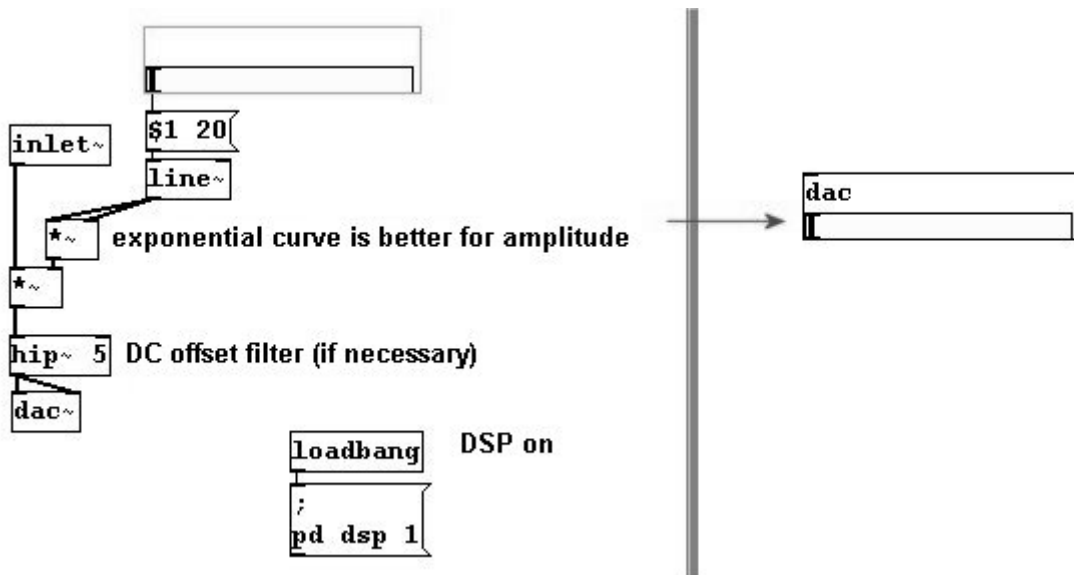 $1 20
inlet~
line~
*~ exponential curve is better for amplitude
*~
hip~ 5 DC offset filter (if necessary)
dac~
loadbang DSP on
;
pd dsp 1
dac